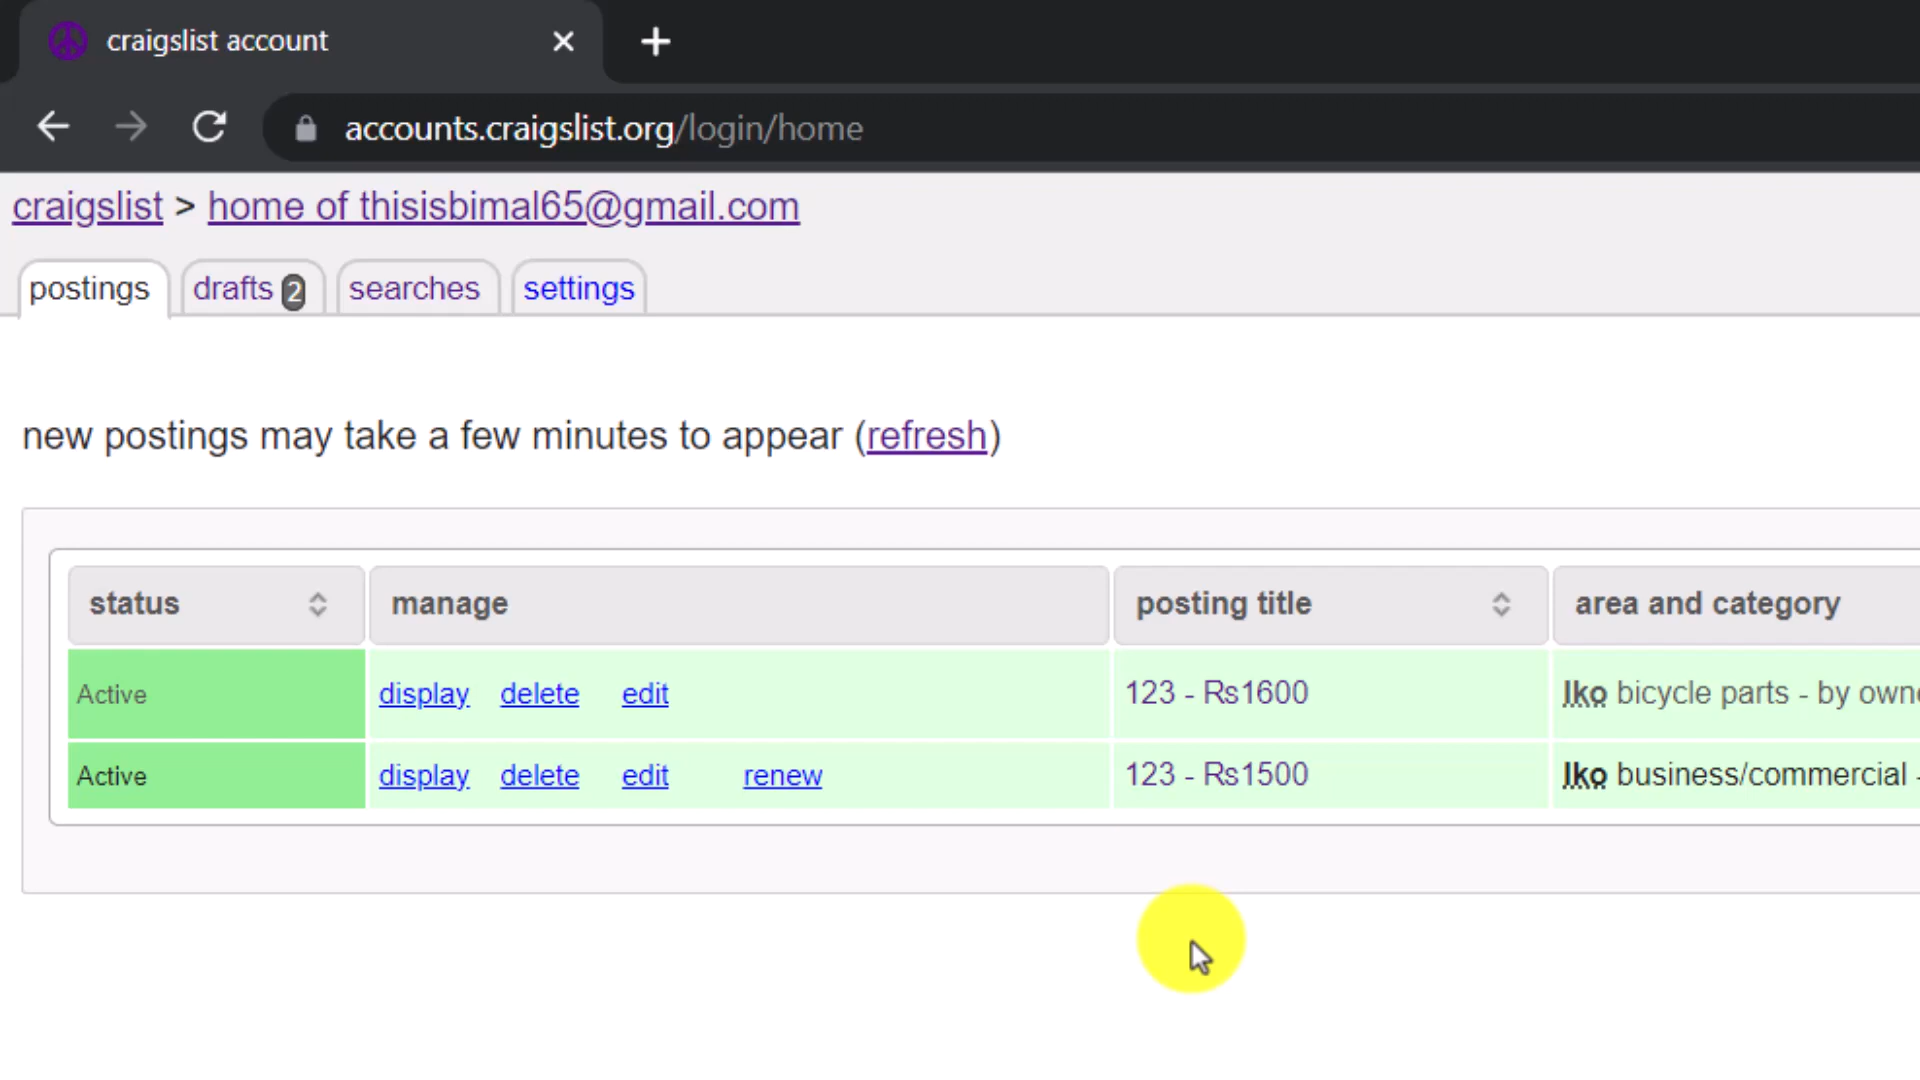 craigslist account
accounts.craigslist.org/login/home
craigslist > home of thisisbimal65@gmail.com
postings drafts 2 searches settings
new postings may take a few minutes to appear (refresh)
status manage posting title area and category
Active display delete edit 123 - Rs1600 lko bicycle parts - by
Active display delete edit renew 123 - Rs1500 lko business/commercial -